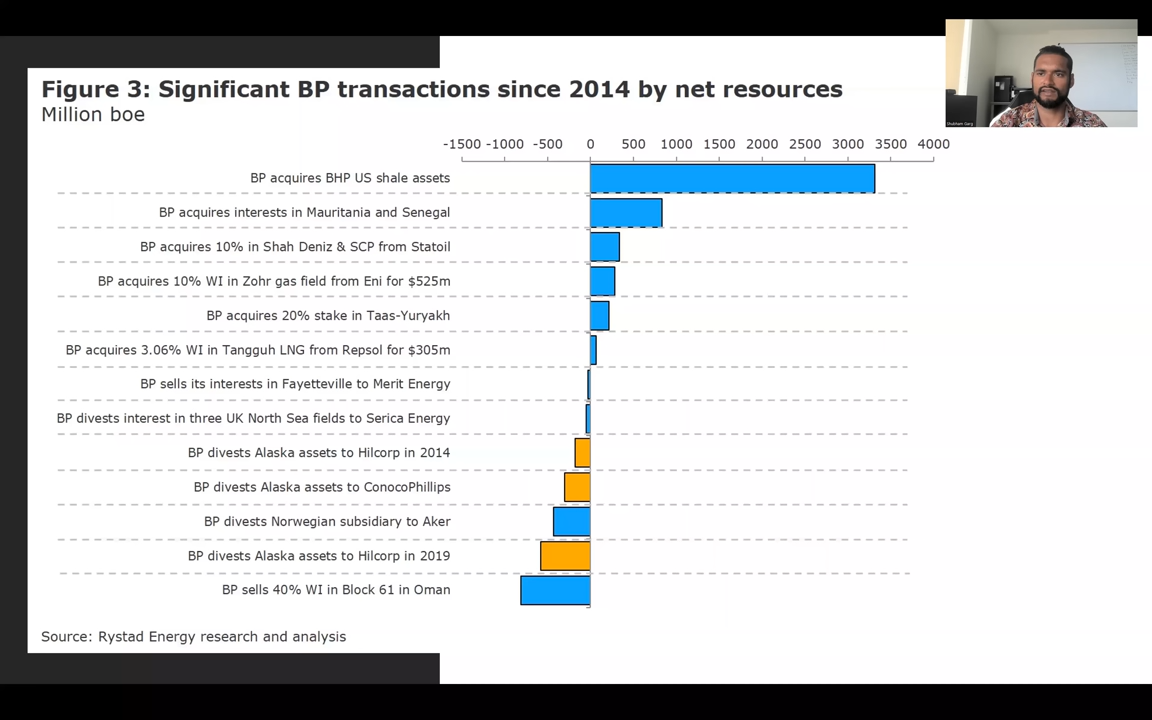 Figure 3: Significant BP transactions since 2014 by net resources
Million boe
-1500 -1000 -500 0 500 1000 1500 2000 2500 3000 3500 4000
BP acquires BHP US shale assets
BP acquires interests in Mauritania and Senegal
BP acquires 10% in Shah Deniz & SCP from Statoil
BP acquires 10% WI in Zohr gas field from Eni for $525m
BP acquires 20% stake in Taas-Yuryakh
BP acquires 3.06% WI in Tangguh LNG from Repsol for $305m
BP sells its interests in Fayetteville to Merit Energy
BP divests interest in three UK North Sea fields to Serica Energy
BP divests Alaska assets to Hilcorp in 2014
BP divests Alaska assets to ConocoPhillips
BP divests Norwegian subsidiary to Aker
BP divests Alaska assets to Hilcorp in 2019
BP sells 40% WI in Block 61 in Oman
Source: Rystad Energy research and analysis
Shubham Garg